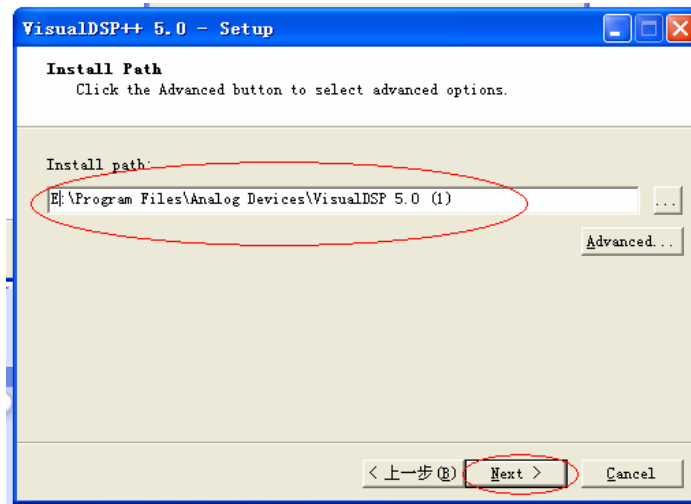 VisualDSP++ 5.0 - Setup
Install Path
Click the Advanced button to select advanced options.
Install path:
E:\Program Files\Analog Devices\VisualDSP 5.0 (1)
...
Advanced...
< 上一步(B)
Next >
Cancel